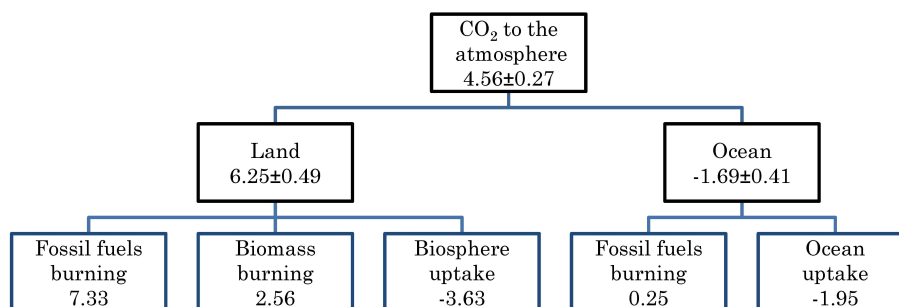 CO₂ to the
atmosphere
4.56±0.27
Land
6.25±0.49
Ocean
-1.69±0.41
Fossil fuels
burning
7.33
Biomass
burning
2.56
Biosphere
uptake
-3.63
Fossil fuels
burning
0.25
Ocean
uptake
-1.95